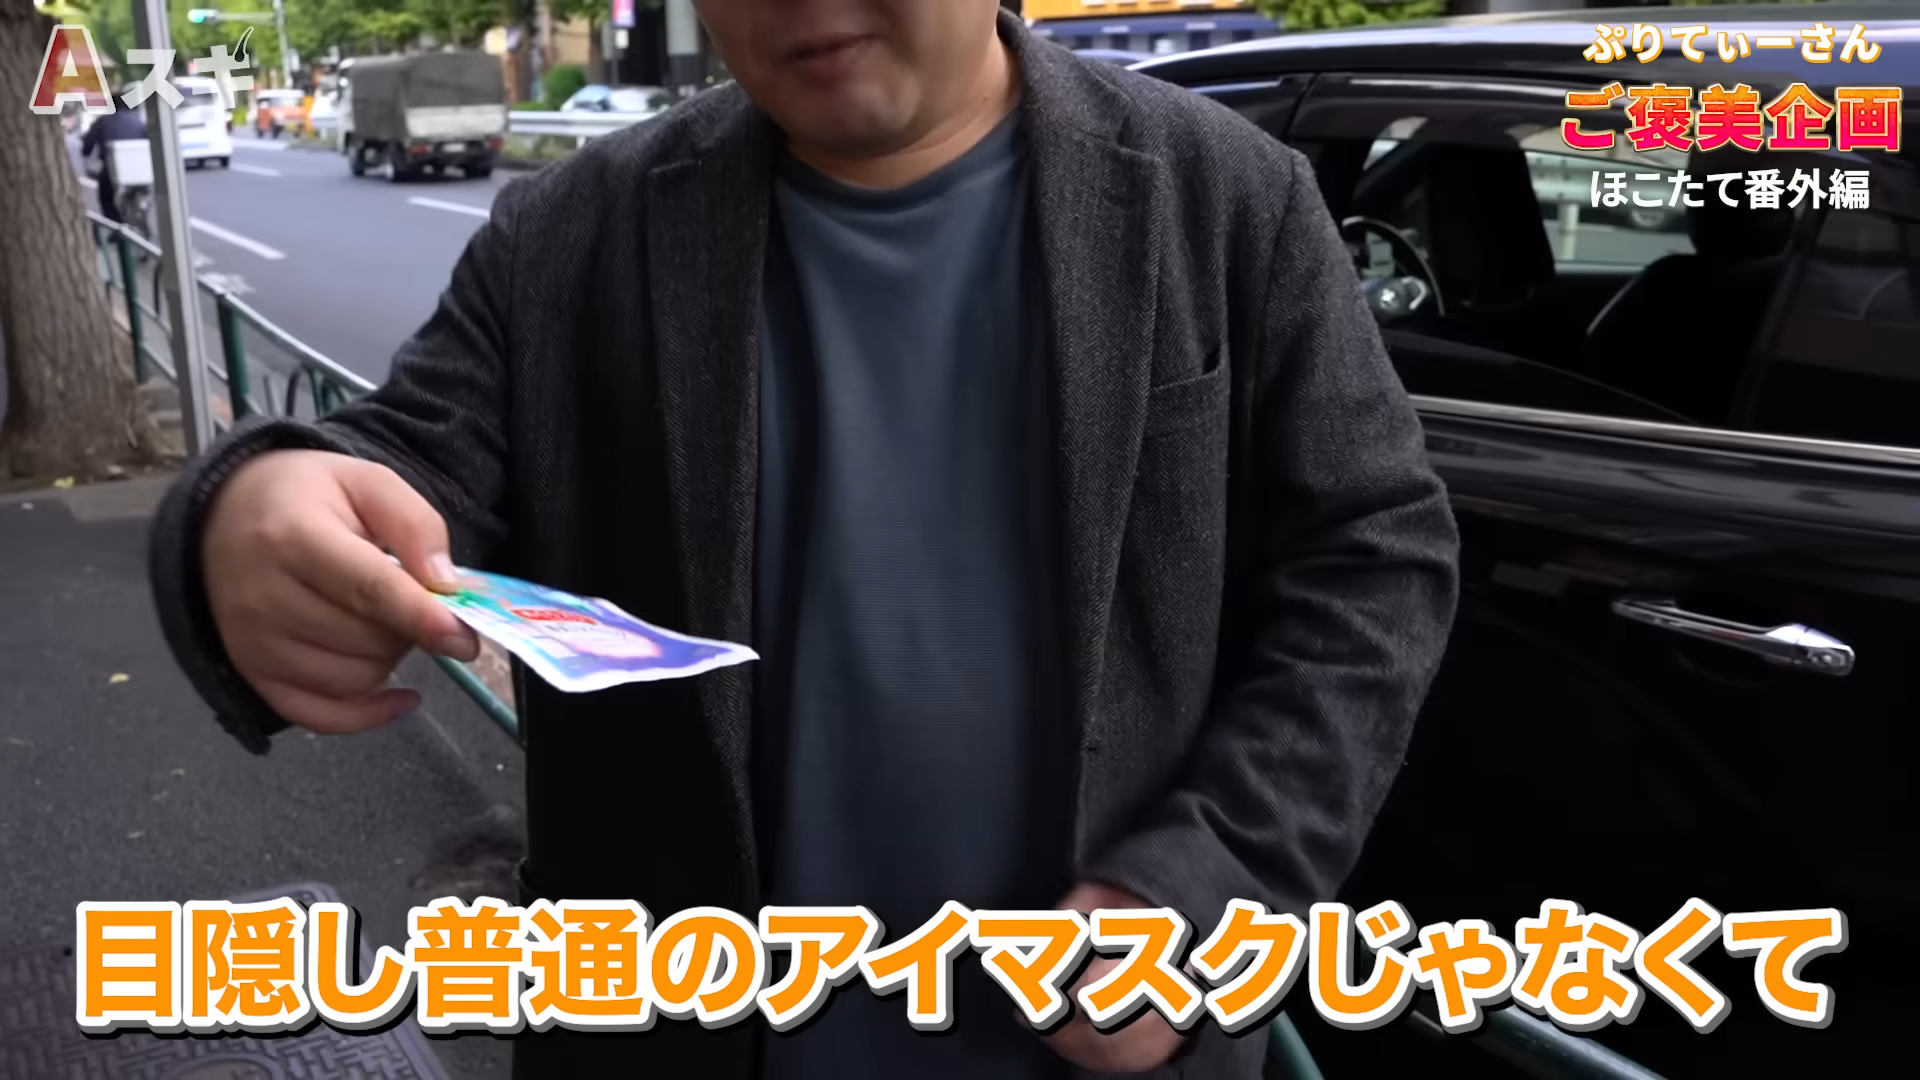 Aスギ
ぷりてぃーさん
ご褒美企画
ほこたて番外編
目隠し普通のアイマスクじゃなくて